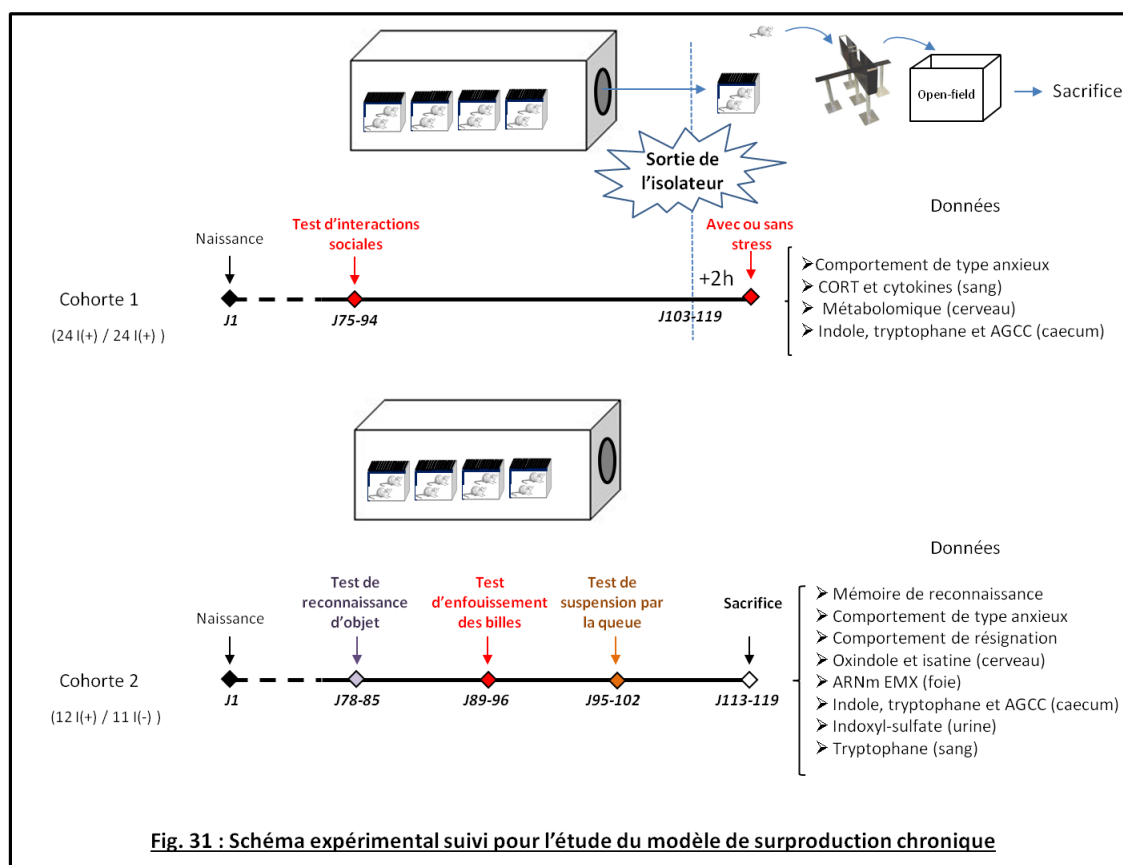 Open-field
Sacrifice
Sortie de
l'isolateur
Données
Test d'interactions
sociales
Avec ou sans
stress
Naissance
+2h
Cohorte 1
(24 I(+) / 24 I(+) )
J1
J75-94
J103-119
➢Comportement de type anxieux
➢ CORT et cytokines (sang)
➢ Métabolomique (cerveau)
➢ Indole, tryptophane et AGCC (caecum)
Données
Test de
reconnaissance
d'objet
Test
d'enfouissement
des billes
Test de
suspension par
la queue
Sacrifice
Naissance
Cohorte 2
(12 I(+) / 11 I(-) )
J1
J78-85
J89-96
J95-102
J113-119
➢ Mémoire de reconnaissance
➢ Comportement de type anxieux
➢ Comportement de résignation
➢ Oxindole et isatine (cerveau)
➢ ARNm EMX (foie)
➢ Indole, tryptophane et AGCC (caecum)
➢ Indoxyl-sulfate (urine)
➢ Tryptophane (sang)
Fig. 31 : Schéma expérimental suivi pour l'étude du modèle de surproduction chronique